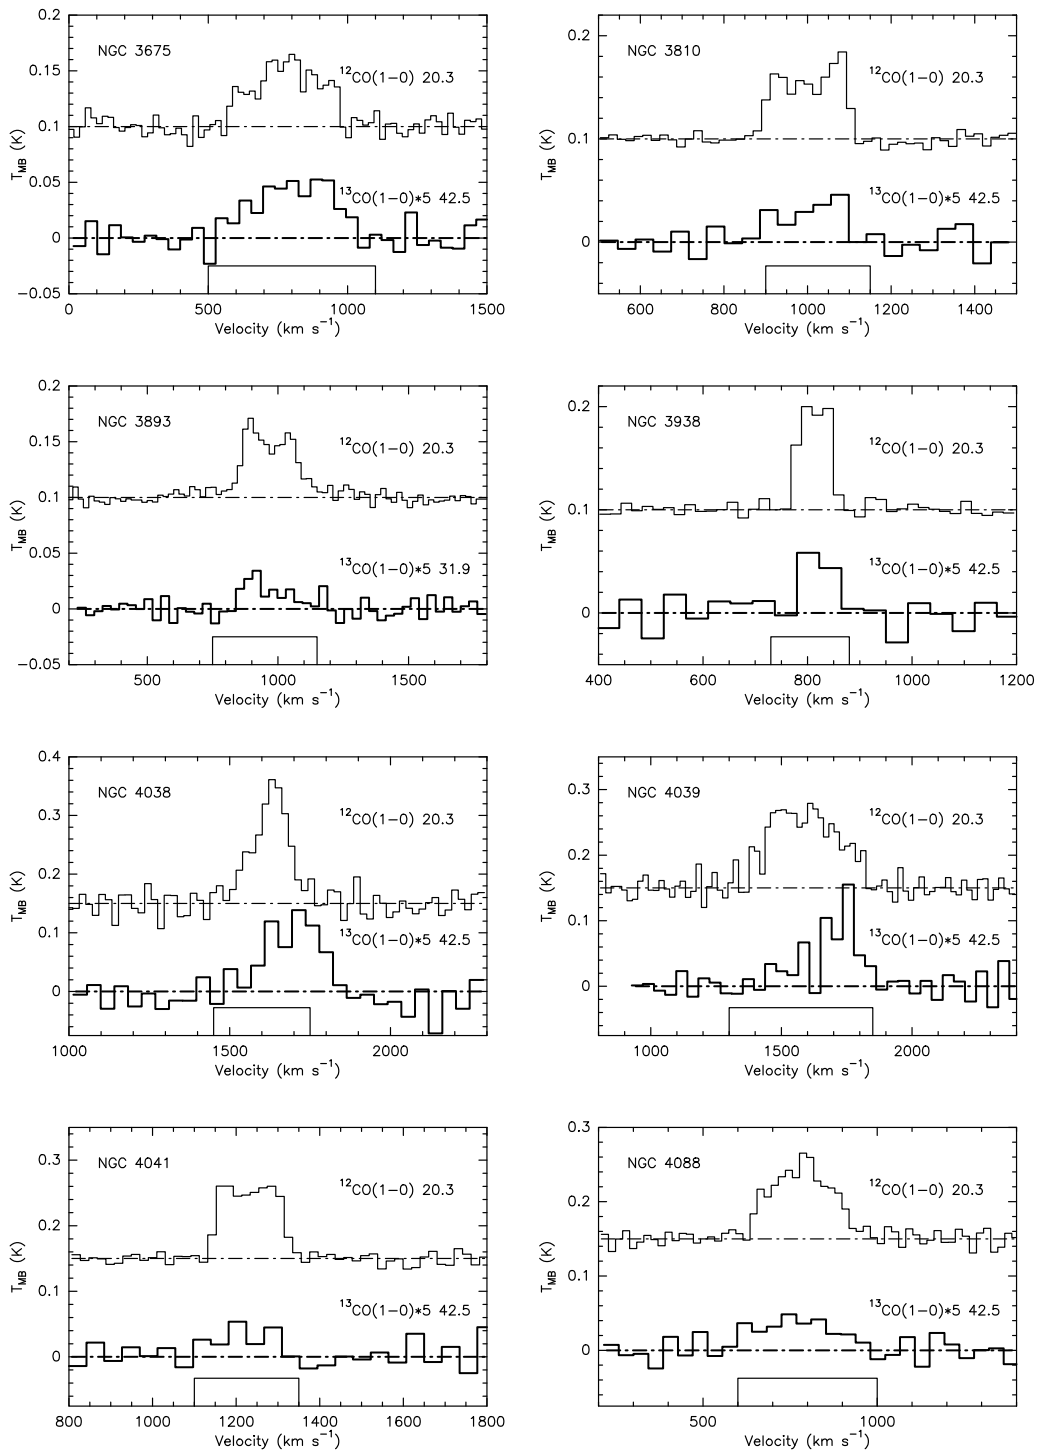 NGC 3675
¹²CO(1−0) 20.3
¹³CO(1−0)*5 42.5
T_MB (K)
0.2
0.15
0.1
0.05
0
−0.05
0 500 1000 1500
Velocity (km s⁻¹)
NGC 3810
¹²CO(1−0) 20.3
¹³CO(1−0)*5 42.5
T_MB (K)
0.2
0.1
0
600 800 1000 1200 1400
Velocity (km s⁻¹)
NGC 3893
¹²CO(1−0) 20.3
¹³CO(1−0)*5 31.9
T_MB (K)
0.2
0.15
0.1
0.05
0
−0.05
500 1000 1500
Velocity (km s⁻¹)
NGC 3938
¹²CO(1−0) 20.3
¹³CO(1−0)*5 42.5
T_MB (K)
0.2
0.1
0
400 600 800 1000 1200
Velocity (km s⁻¹)
NGC 4038
¹²CO(1−0) 20.3
¹³CO(1−0)*5 42.5
T_MB (K)
0.4
0.3
0.2
0.1
0
1000 1500 2000
Velocity (km s⁻¹)
NGC 4039
¹²CO(1−0) 20.3
¹³CO(1−0)*5 42.5
T_MB (K)
0.3
0.2
0.1
0
1000 1500 2000
Velocity (km s⁻¹)
NGC 4041
¹²CO(1−0) 20.3
¹³CO(1−0)*5 42.5
T_MB (K)
0.3
0.2
0.1
0
800 1000 1200 1400 1600 1800
Velocity (km s⁻¹)
NGC 4088
¹²CO(1−0) 20.3
¹³CO(1−0)*5 42.5
T_MB (K)
0.3
0.2
0.1
0
500 1000
Velocity (km s⁻¹)